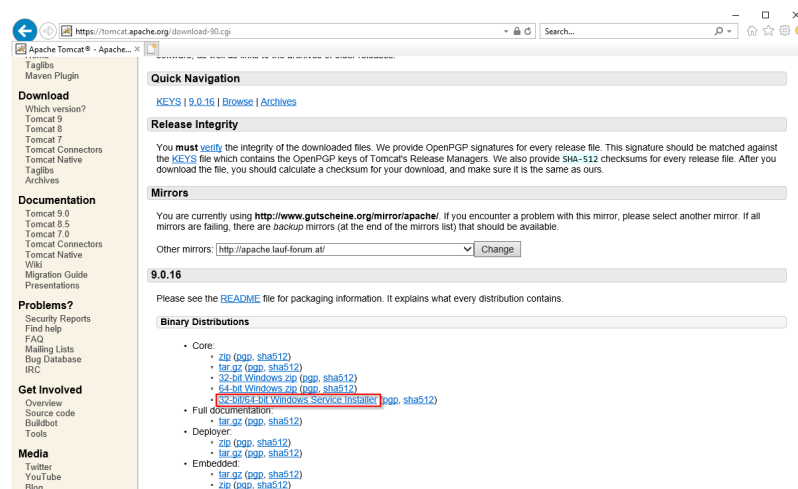 https://tomcat.apache.org/download-90.cgi
Search...
Apache Tomcat® - Apache...
Taglibs
Maven Plugin
Download
Which version?
Tomcat 9
Tomcat 8
Tomcat 7
Tomcat Connectors
Tomcat Native
Taglibs
Archives
Documentation
Tomcat 9.0
Tomcat 8.5
Tomcat 7.0
Tomcat Connectors
Tomcat Native
Wiki
Migration Guide
Presentations
Problems?
Security Reports
Find help
FAQ
Mailing Lists
Bug Database
IRC
Get Involved
Overview
Source code
Buildbot
Tools
Media
Twitter
YouTube
Blog
Quick Navigation
KEYS | 9.0.16 | Browse | Archives
Release Integrity
You must verify the integrity of the downloaded files. We provide OpenPGP signatures for every release file. This signature should be matched against
the KEYS file which contains the OpenPGP keys of Tomcat's Release Managers. We also provide SHA-512 checksums for every release file. After you
download the file, you should calculate a checksum for your download, and make sure it is the same as ours.
Mirrors
You are currently using http://www.gutscheine.org/mirror/apache/. If you encounter a problem with this mirror, please select another mirror. If all
mirrors are failing, there are backup mirrors (at the end of the mirrors list) that should be available.
Other mirrors: http://apache.lauf-forum.at/ Change
9.0.16
Please see the README file for packaging information. It explains what every distribution contains.
Binary Distributions
• Core:
◦ zip (pgp, sha512)
◦ tar.gz (pgp, sha512)
◦ 32-bit Windows zip (pgp, sha512)
◦ 64-bit Windows zip (pgp, sha512)
◦ 32-bit/64-bit Windows Service Installer (pgp, sha512)
• Full documentation:
◦ tar.gz (pgp, sha512)
• Deployer:
◦ zip (pgp, sha512)
◦ tar.gz (pgp, sha512)
• Embedded:
◦ tar.gz (pgp, sha512)
◦ zip (pgp, sha512)